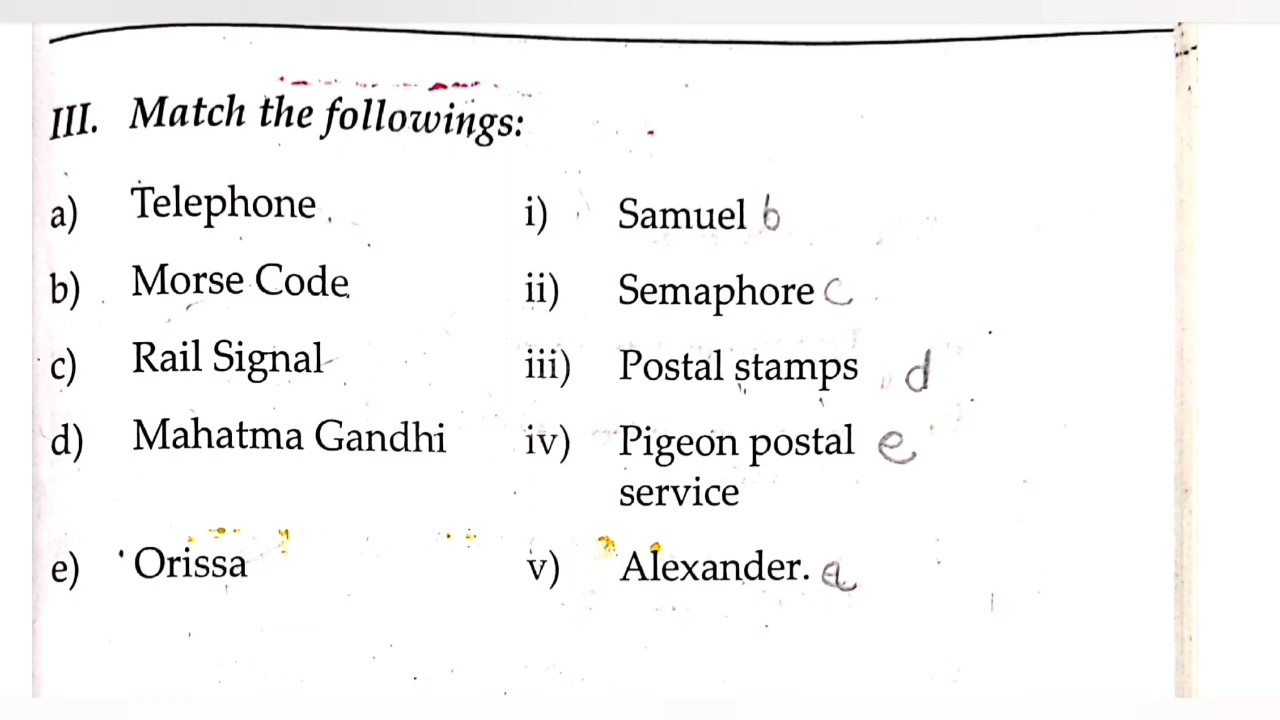 III. Match the followings:
a) Telephone i) Samuel b
b) Morse Code ii) Semaphore c
c) Rail Signal iii) Postal stamps d
d) Mahatma Gandhi iv) Pigeon postal e
service
e) Orissa v) Alexander. a